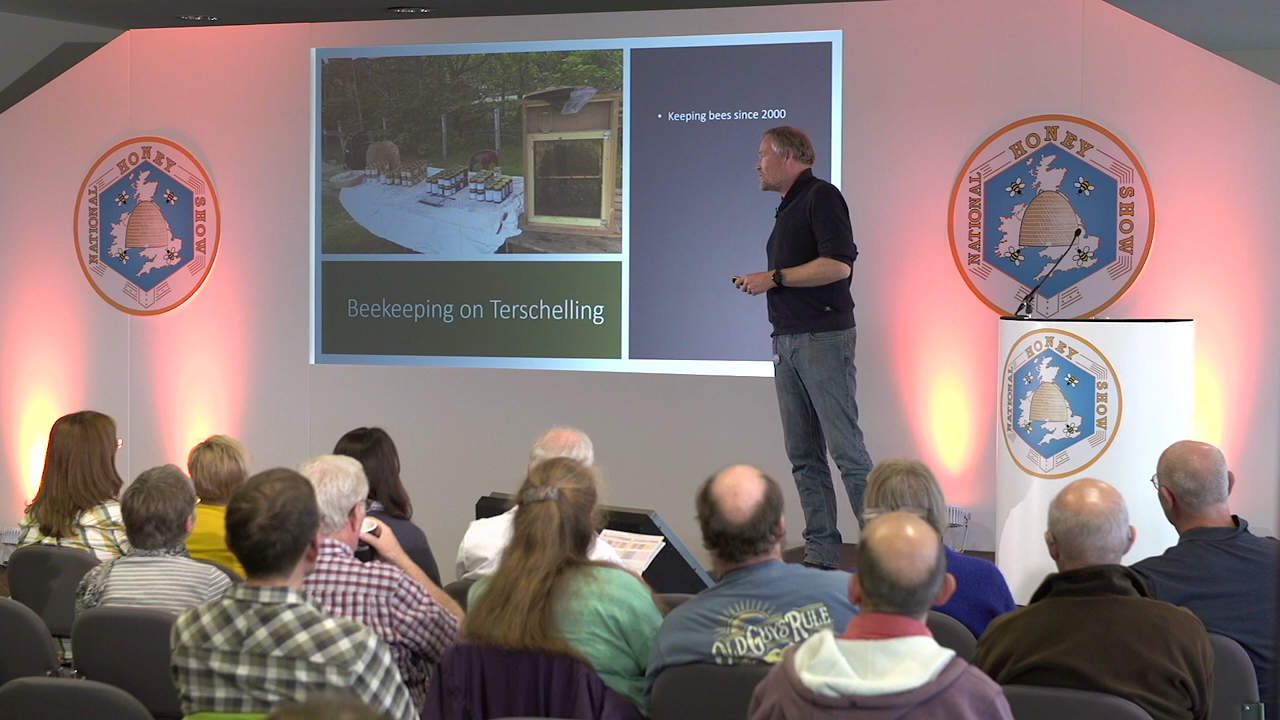 • Keeping bees since 2000
Beekeeping on Terschelling
NATIONAL HONEY SHOW
NATIONAL HONEY SHOW
NATIONAL HONEY SHOW
OLD GUYS RULE